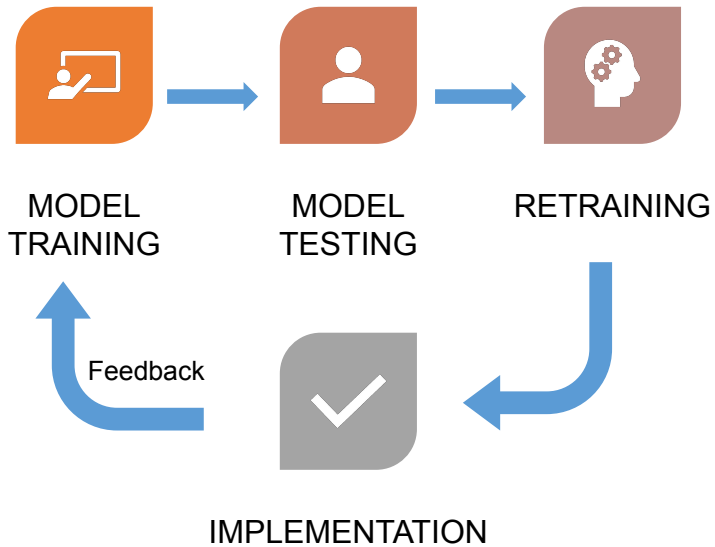 MODEL
TRAINING
MODEL
TESTING
RETRAINING
Feedback
IMPLEMENTATION